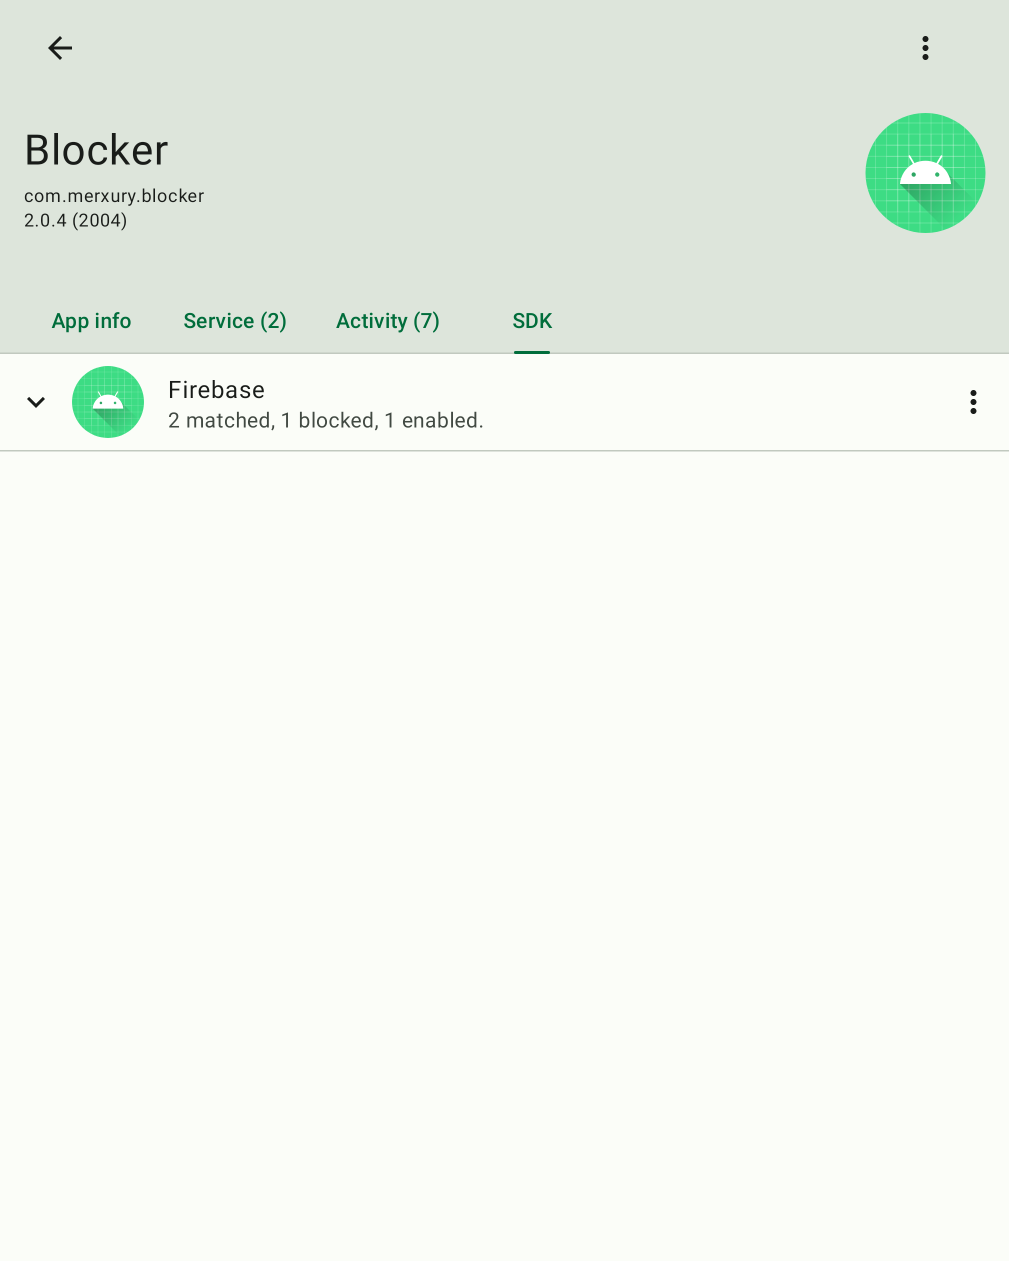 Blocker
com.merxury.blocker
2.0.4 (2004)
App info
Service (2)
Activity (7)
SDK
Firebase
2 matched, 1 blocked, 1 enabled.